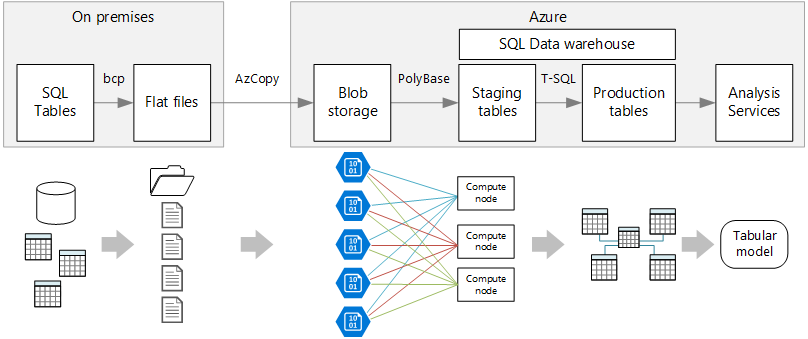 On premises
Azure
SQL Data warehouse
SQL
Tables
bcp
Flat files
AzCopy
Blob
storage
PolyBase
Staging
tables
T-SQL
Production
tables
Analysis
Services
10
01
10
01
10
01
10
01
10
01
Compute
node
Compute
node
Compute
node
Tabular
model